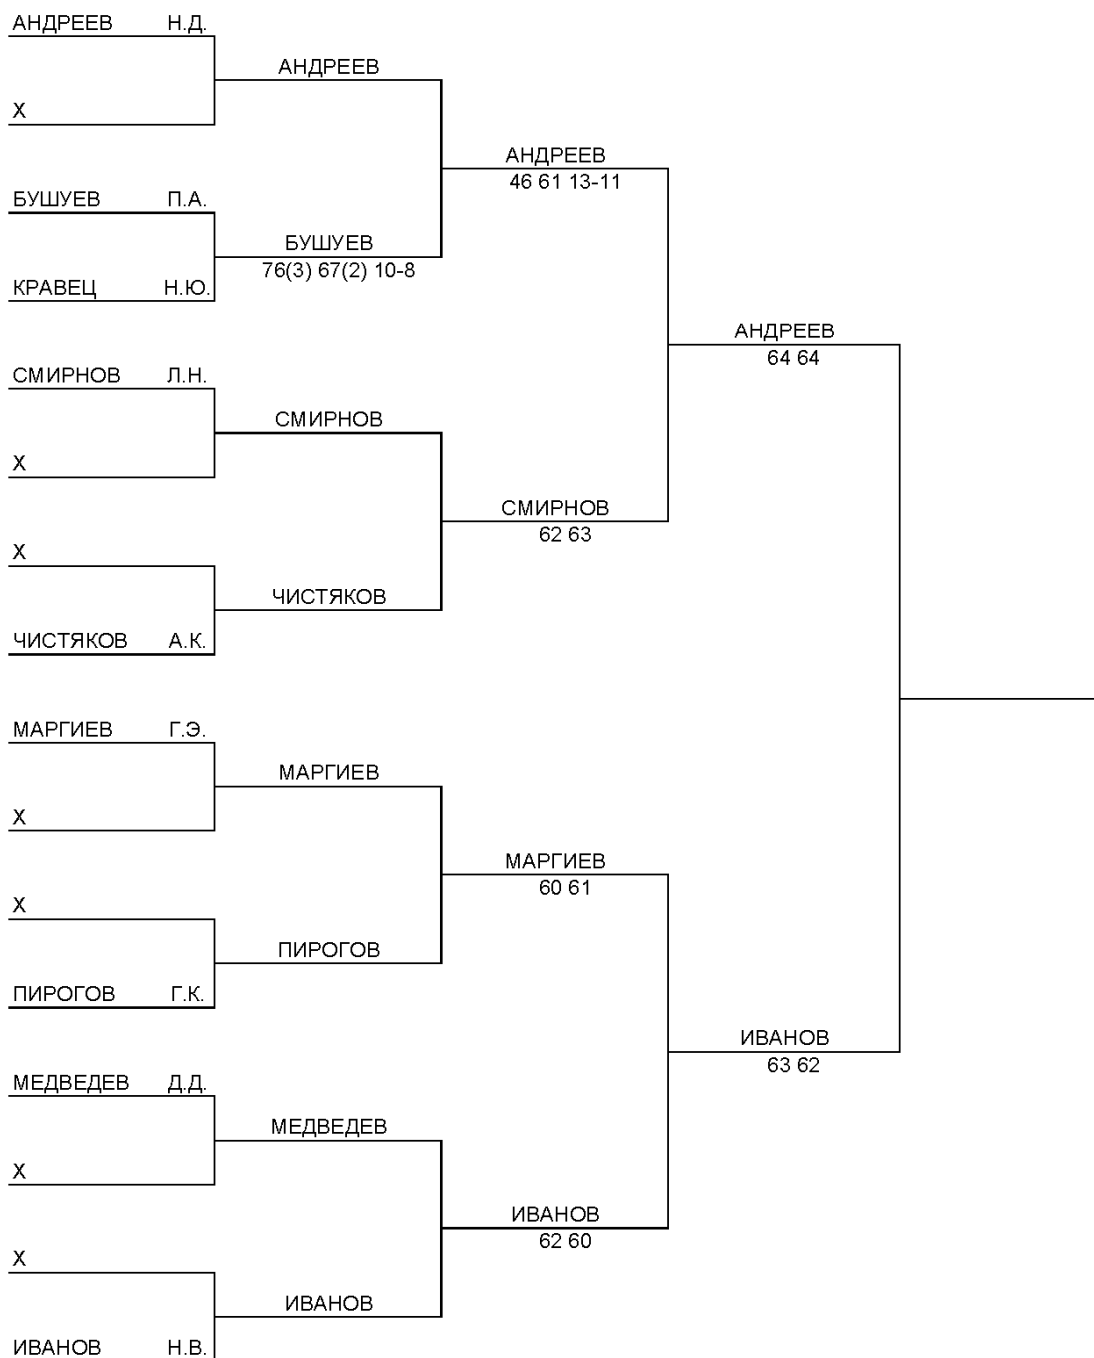 АНДРЕЕВ Н.Д.
АНДРЕЕВ
X
АНДРЕЕВ
46 61 13-11
БУШУЕВ П.А.
БУШУЕВ
76(3) 67(2) 10-8
КРАВЕЦ Н.Ю.
АНДРЕЕВ
64 64
СМИРНОВ Л.Н.
СМИРНОВ
X
СМИРНОВ
62 63
X
ЧИСТЯКОВ
ЧИСТЯКОВ А.К.
МАРГИЕВ Г.Э.
МАРГИЕВ
X
МАРГИЕВ
60 61
X
ПИРОГОВ
ПИРОГОВ Г.К.
ИВАНОВ
63 62
МЕДВЕДЕВ Д.Д.
МЕДВЕДЕВ
X
ИВАНОВ
62 60
X
ИВАНОВ
ИВАНОВ Н.В.